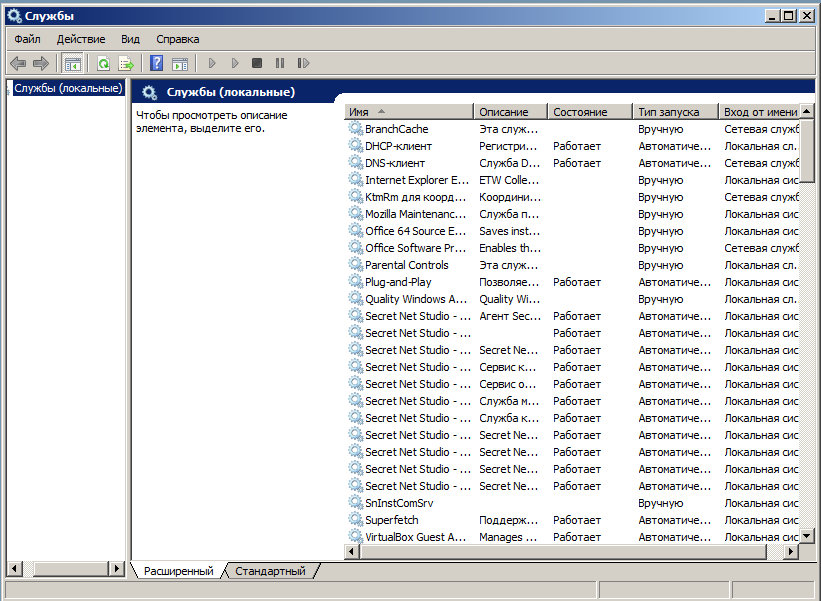 Службы
Файл Действие Вид Справка
Службы (локальные)
Службы (локальные)
Чтобы просмотреть описание
элемента, выделите его.
Имя Описание Состояние Тип запуска Вход от имени
BranchCache Эта служ... Вручную Сетевая служб
DHCP-клиент Регистри... Работает Автоматиче... Локальная сл...
DNS-клиент Служба D... Работает Автоматиче... Сетевая служб
Internet Explorer E... ETW Colle... Вручную Локальная сис
KtmRm для коорд... Координи... Вручную Сетевая служб
Mozilla Maintenanc... Служба п... Вручную Локальная сис
Office 64 Source E... Saves inst... Вручную Локальная сис
Office Software Pr... Enables th... Вручную Сетевая служб
Parental Controls Эта служ... Вручную Локальная сл...
Plug-and-Play Позволяе... Работает Автоматиче... Локальная сис
Quality Windows A... Quality Wi... Вручную Локальная сл...
Secret Net Studio - ... Агент Sec... Работает Автоматиче... Локальная сис
Secret Net Studio - ... Работает Автоматиче... Локальная сис
Secret Net Studio - ... Secret Ne... Работает Автоматиче... Локальная сис
Secret Net Studio - ... Сервис к... Работает Автоматиче... Локальная сис
Secret Net Studio - ... Сервис о... Работает Автоматиче... Локальная сис
Secret Net Studio - ... Служба м... Работает Автоматиче... Локальная сис
Secret Net Studio - ... Служба к... Работает Автоматиче... Локальная сис
Secret Net Studio - ... Secret Ne... Работает Автоматиче... Локальная сис
Secret Net Studio - ... Secret Ne... Работает Автоматиче... Локальная сис
Secret Net Studio - ... Secret Ne... Работает Автоматиче... Локальная сис
Secret Net Studio - ... Secret Ne... Работает Автоматиче... Локальная сис
SnInstComSrv Вручную Локальная сис
Superfetch Поддерж... Работает Автоматиче... Локальная сис
VirtualBox Guest A... Manages ... Работает Автоматиче... Локальная сис
Расширенный Стандартный